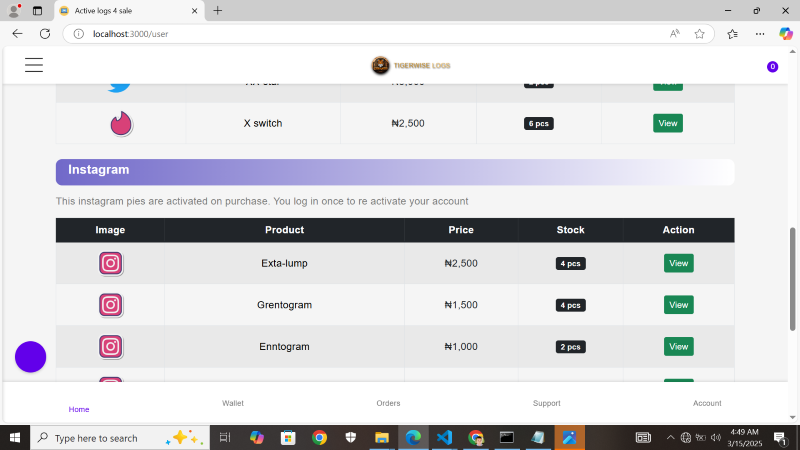 Active logs 4 sale
localhost:3000/user
TIGERWISE LOGS
0
X switch ₦2,500 6 pcs View
Instagram
This instagram pies are activated on purchase. You log in once to re activate your account
Image Product Price Stock Action
Exta-lump ₦2,500 4 pcs View
Grentogram ₦1,500 4 pcs View
Enntogram ₦1,000 2 pcs View
Home Wallet Orders Support Account
Type here to search
4:49 AM
3/15/2025
1